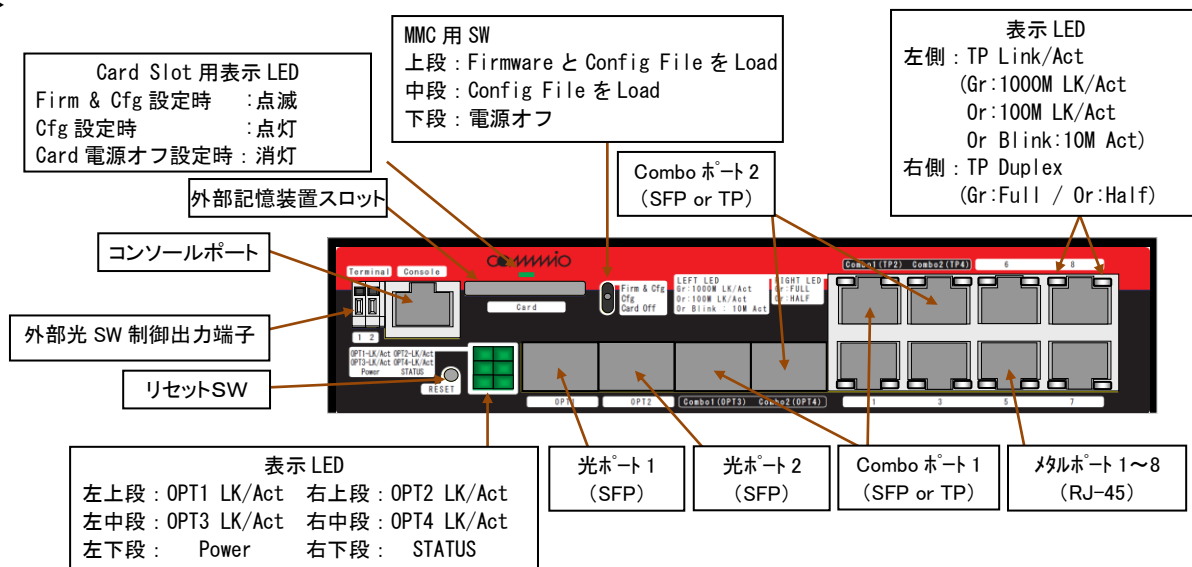 MMC 用 SW
上段：Firmware と Config File を Load
中段：Config File を Load
下段：電源オフ
表示 LED
左側：TP Link/Act
(Gr:1000M LK/Act
Or:100M LK/Act
Or Blink:10M Act)
右側：TP Duplex
(Gr:Full / Or:Half)
Card Slot 用表示 LED
Firm & Cfg 設定時　：点滅
Cfg 設定時　：点灯
Card 電源オフ設定時：消灯
Combo ポート 2
(SFP or TP)
外部記憶装置スロット
コンソールポート
外部光 SW 制御出力端子
リセットSW
commio
Terminal Console
Card
Firm & Cfg
Cfg
Card Off
LEFT LED
Gr:1000M LK/Act
Or:100M LK/Act
Or Blink : 10M Act
RIGHT LED
Gr:FULL
Or:HALF
Combo1(TP2) Combo2(TP4) 6 8
1 2
OPT1-LK/Act OPT2-LK/Act
OPT3-LK/Act OPT4-LK/Act
Power STATUS
RESET
OPT1 OPT2 Combo1(OPT3) Combo2(OPT4) 1 3 5 7
表示 LED
左上段：OPT1 LK/Act 右上段：OPT2 LK/Act
左中段：OPT3 LK/Act 右中段：OPT4 LK/Act
左下段： Power 右下段： STATUS
光ポート 1
(SFP)
光ポート 2
(SFP)
Combo ポート 1
(SFP or TP)
メタルポート 1～8
(RJ-45)